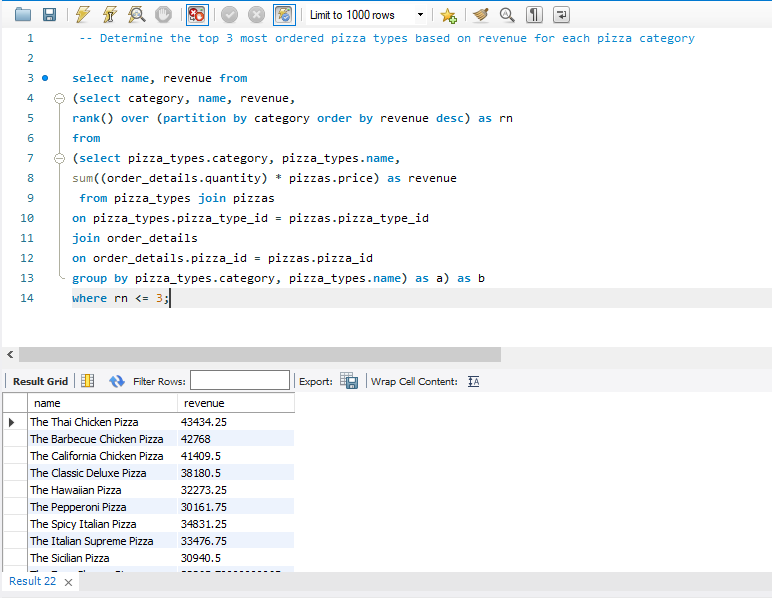 Limit to 1000 rows
1 -- Determine the top 3 most ordered pizza types based on revenue for each pizza category
2
3 select name, revenue from
4 (select category, name, revenue,
5 rank() over (partition by category order by revenue desc) as rn
6 from
7 (select pizza_types.category, pizza_types.name,
8 sum((order_details.quantity) * pizzas.price) as revenue
9 from pizza_types join pizzas
10 on pizza_types.pizza_type_id = pizzas.pizza_type_id
11 join order_details
12 on order_details.pizza_id = pizzas.pizza_id
13 group by pizza_types.category, pizza_types.name) as a) as b
14 where rn <= 3;
Result Grid Filter Rows: Export: Wrap Cell Content:
name revenue
The Thai Chicken Pizza 43434.25
The Barbecue Chicken Pizza 42768
The California Chicken Pizza 41409.5
The Classic Deluxe Pizza 38180.5
The Hawaiian Pizza 32273.25
The Pepperoni Pizza 30161.75
The Spicy Italian Pizza 34831.25
The Italian Supreme Pizza 33476.75
The Sicilian Pizza 30940.5
Result 22